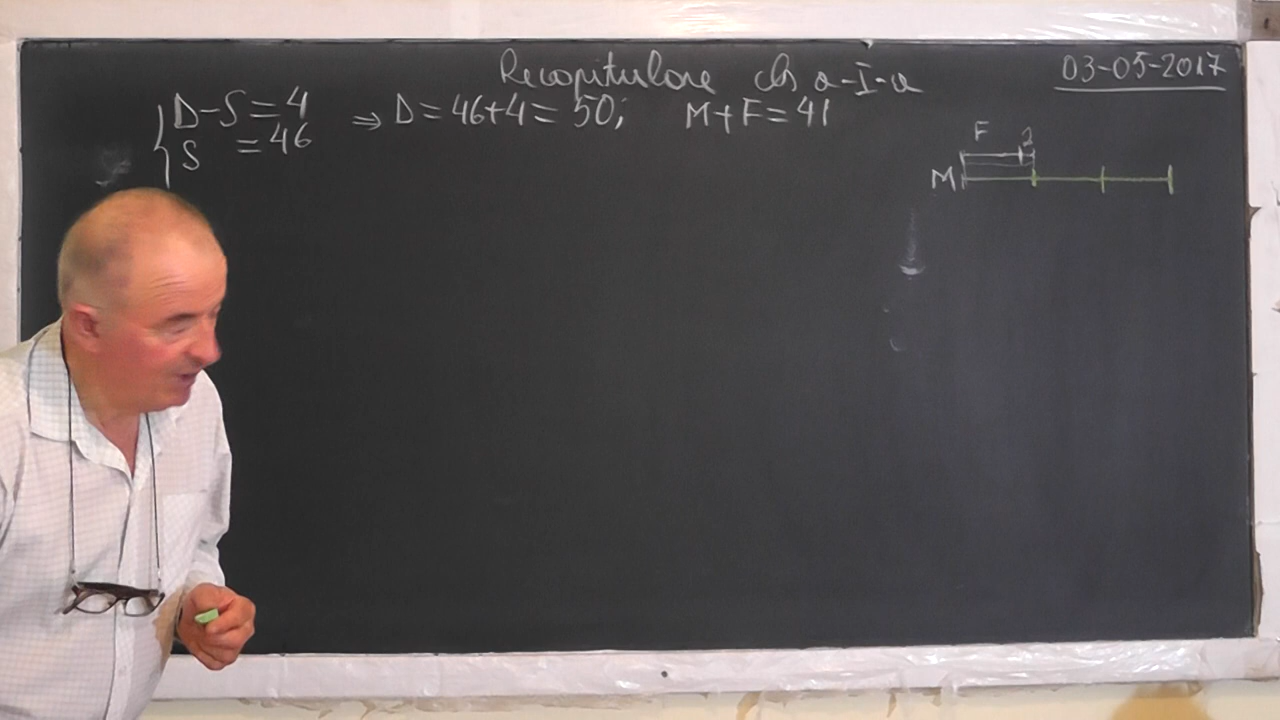 Recapitulare cls a-I-a
03-05-2017
D-S=4 ⇒ D=46+4=50; M+F=41
S =46
F 2
M